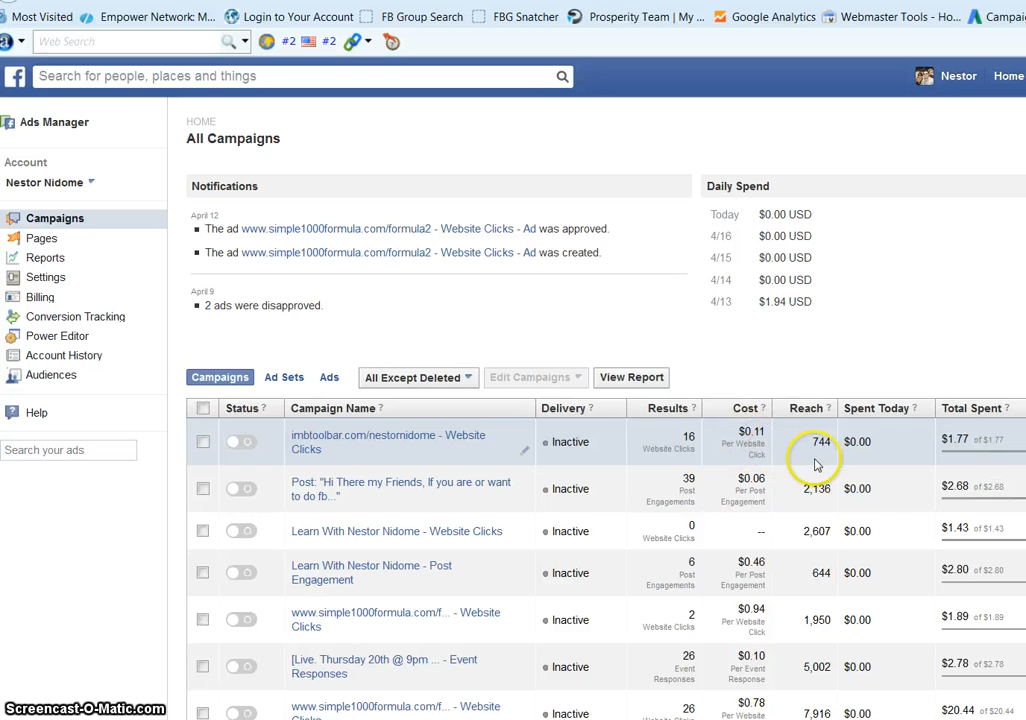 Most Visited Empower Network: M... Login to Your Account FB Group Search FBG Snatcher Prosperity Team | My ... Google Analytics Webmaster Tools - Ho... Campai
Web Search #2 #2
Search for people, places and things Nestor Home
Ads Manager
Account
Nestor Nidome
Campaigns
Pages
Reports
Settings
Billing
Conversion Tracking
Power Editor
Account History
Audiences
Help
Search your ads
HOME
All Campaigns
Notifications
April 12
The ad www.simple1000formula.com/formula2 - Website Clicks - Ad was approved.
The ad www.simple1000formula.com/formula2 - Website Clicks - Ad was created.
April 9
2 ads were disapproved.
Daily Spend
Today $0.00 USD
4/16 $0.00 USD
4/15 $0.00 USD
4/14 $0.00 USD
4/13 $1.94 USD
Campaigns Ad Sets Ads All Except Deleted Edit Campaigns View Report
Status ? Campaign Name ? Delivery ? Results ? Cost ? Reach ? Spent Today ? Total Spent ?
imbtoolbar.com/nestornidome - Website
Clicks
Inactive
16
Website Clicks
$0.11
Per Website
Click
744 $0.00 $1.77 of $1.77
Post: "Hi There my Friends, If you are or want
to do fb..."
Inactive
39
Post
Engagements
$0.06
Per Post
Engagement
2,136 $0.00 $2.68 of $2.68
Learn With Nestor Nidome - Website Clicks
Inactive
0
Website Clicks
--
2,607 $0.00 $1.43 of $1.43
Learn With Nestor Nidome - Post
Engagement
Inactive
6
Post
Engagements
$0.46
Per Post
Engagement
644 $0.00 $2.80 of $2.80
www.simple1000formula.com/f... - Website
Clicks
Inactive
2
Website Clicks
$0.94
Per Website
Click
1,950 $0.00 $1.89 of $1.89
[Live. Thursday 20th @ 9pm ... - Event
Responses
Inactive
26
Event
Responses
$0.10
Per Event
Response
5,002 $0.00 $2.78 of $2.78
www.simple1000formula.com/f... - Website
Clicks
Inactive
26
Website Clicks
$0.78
Per Website
7,916 $0.00 $20.44 of $20.44
Screencast-O-Matic.com